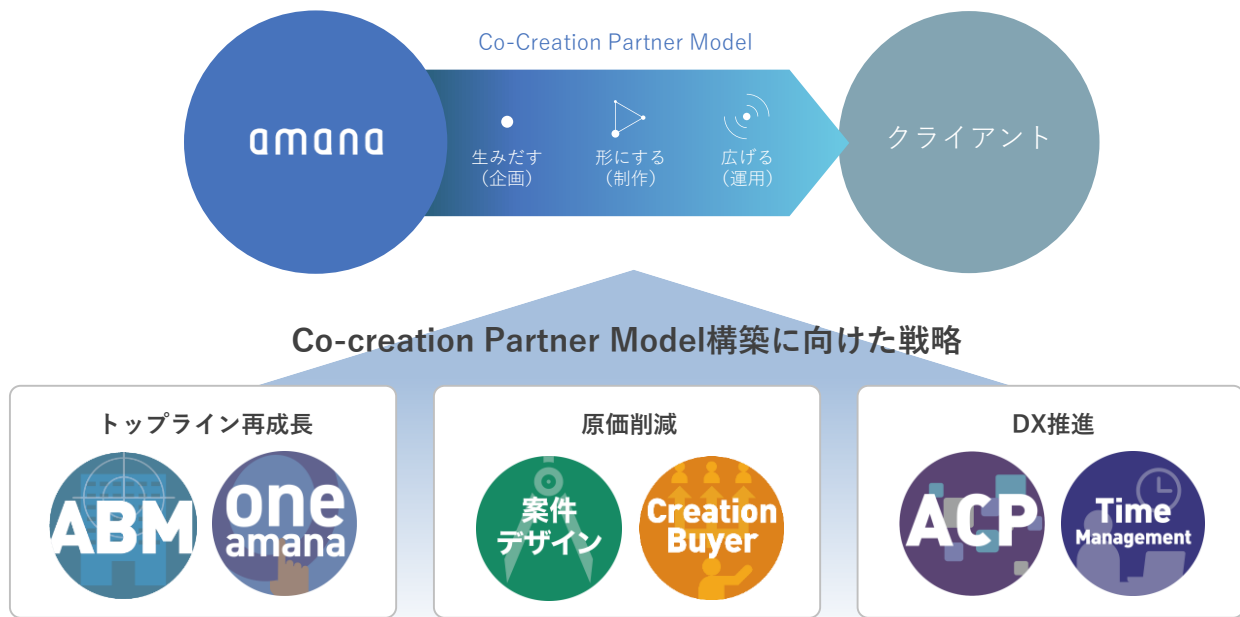 Co-Creation Partner Model
amana
生みだす
（企画）
形にする
（制作）
広げる
（運用）
クライアント
Co-creation Partner Model構築に向けた戦略
トップライン再成長
ABM
one
amana
原価削減
案件
デザイン
Creation
Buyer
DX推進
ACP
Time
Management